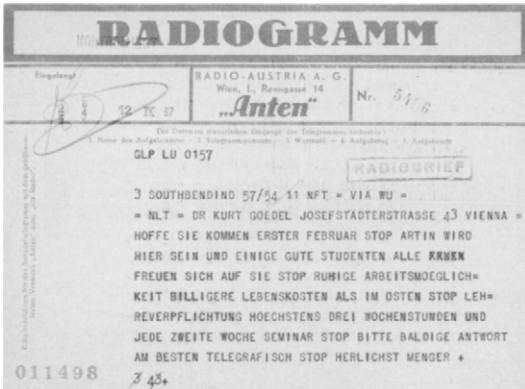 RADIOGRAMM
Eingelangt
RADIO-AUSTRIA A. G.
Wien, I., Renngasse 14
„Anten“
Nr.
12 IX 37
GLP LU 0157
RADIOBRIEF
3 SOUTHBENDIND 57/54 11 NFT = VIA WU =
= NLT = DR KURT GOEDEL JOSEFSTADTERSTRASSE 43 VIENNA =
HOFFE SIE KOMMEN ERSTER FEBRUAR STOP ARTIN WIRD
HIER SEIN UND EINIGE GUTE STUDENTEN ALLE
FREUEN SICH AUF SIE STOP RUHIGE ARBEITSMOEGLICH=
KEIT BILLIGERE LEBENSKOSTEN ALS IM OSTEN STOP LEH=
REVERPFLICHTUNG HOECHSTENS DREI WOCHENSTUNDEN UND
JEDE ZWEITE WOCHE SEMINAR STOP BITTE BALDIGE ANTWORT
AM BESTEN TELEGRAFISCH STOP HERLICHST MENGER +
3 43+
011498